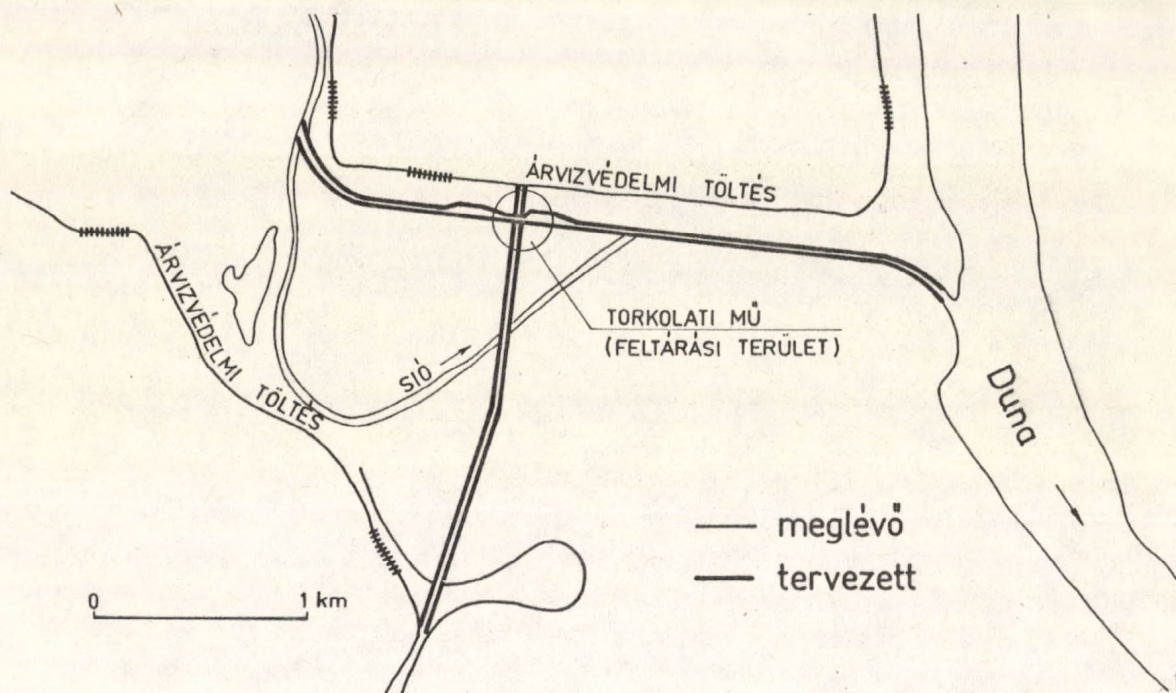 ÁRVIZVÉDELMI TÖLTÉS
ÁRVIZVÉDELMI TÖLTÉS
TORKOLATI MŰ
(FELTÁRÁSI TERÜLET)
SIÓ
Duna
meglévő
tervezett
0 1 km